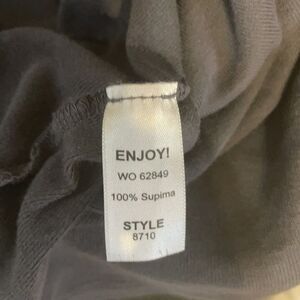 ENJOY!
WO 62849
100% Supima
STYLE
8710